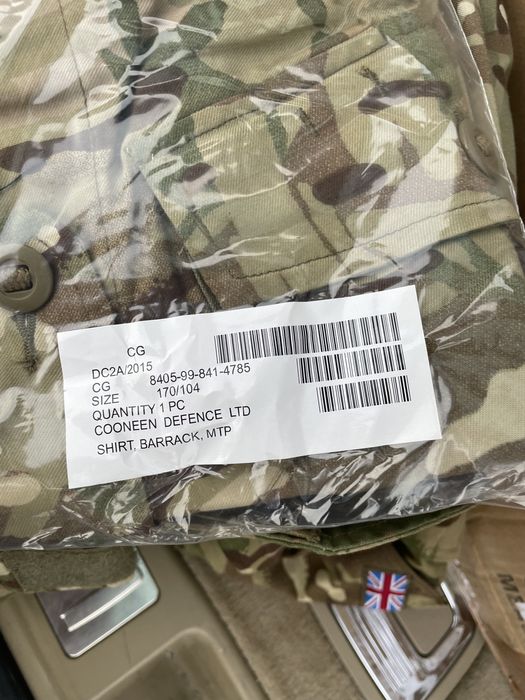 CG
DC2A/2015
CG 8405-99-841-4785
SIZE 170/104
QUANTITY 1 PC
COONEEN DEFENCE LTD
SHIRT, BARRACK, MTP